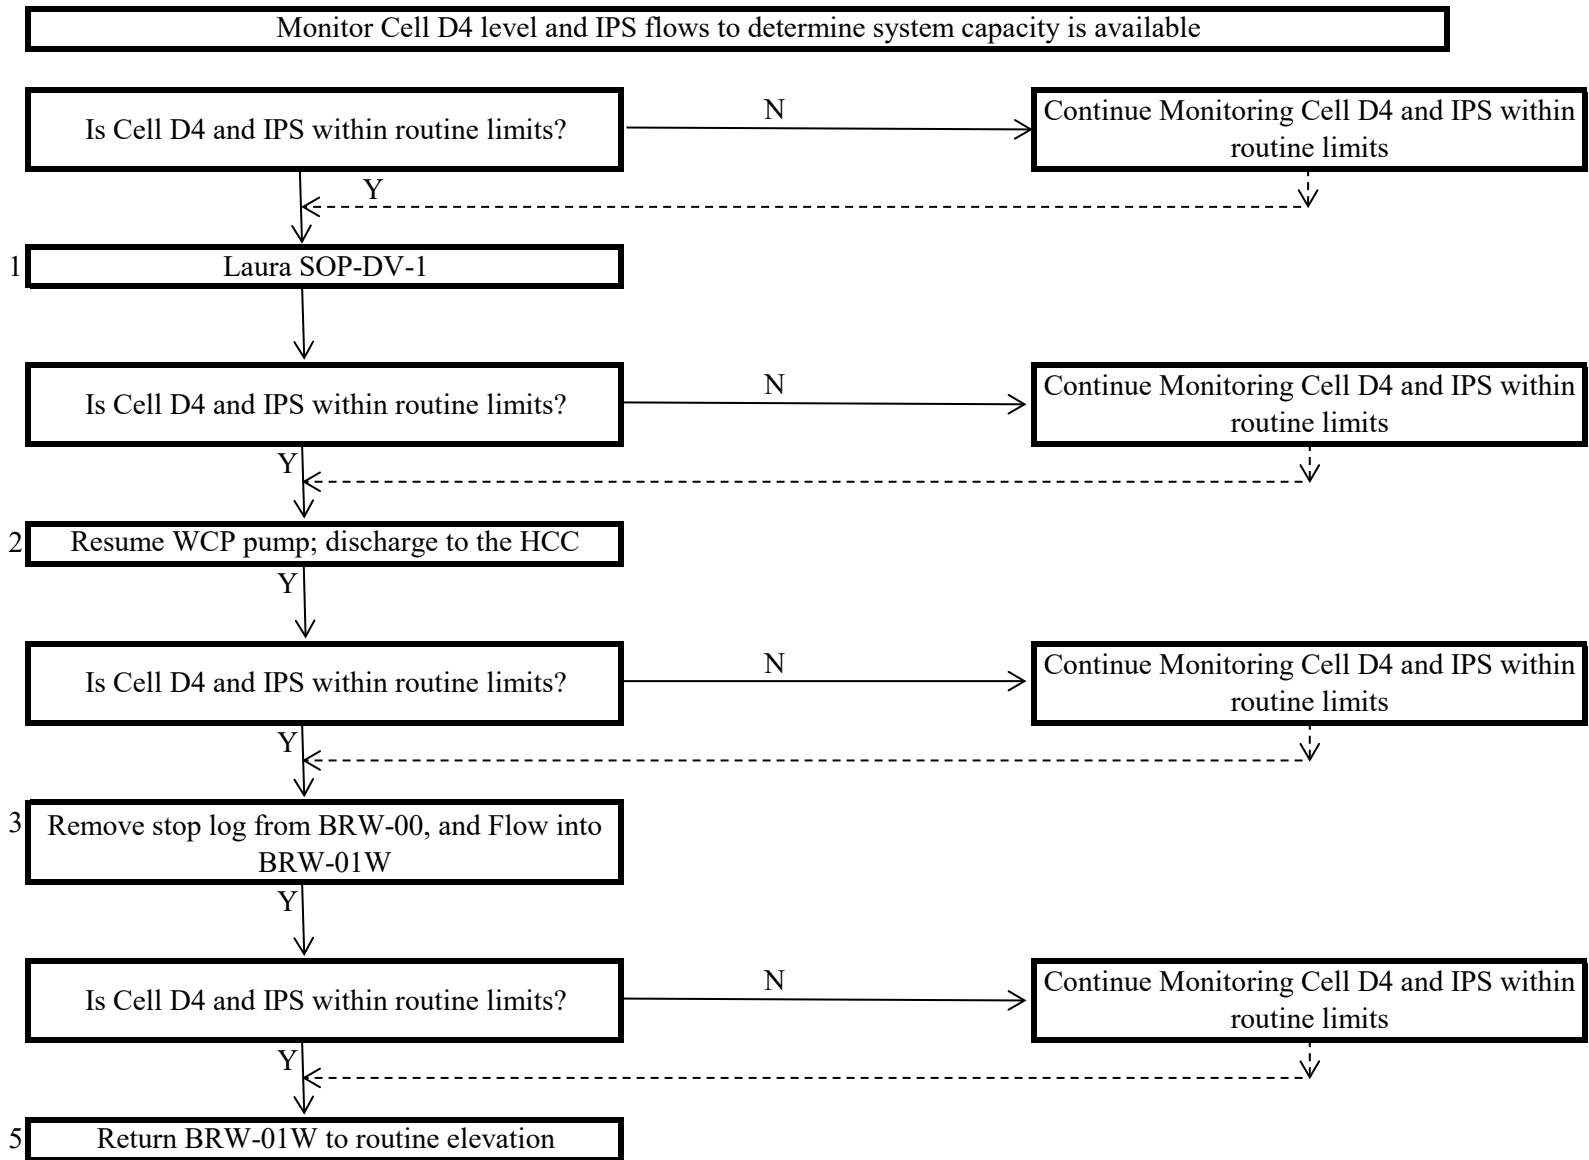 Monitor Cell D4 level and IPS flows to determine system capacity is available
Is Cell D4 and IPS within routine limits?
N
Continue Monitoring Cell D4 and IPS within
routine limits
Y
1
Laura SOP-DV-1
Is Cell D4 and IPS within routine limits?
N
Continue Monitoring Cell D4 and IPS within
routine limits
Y
2
Resume WCP pump; discharge to the HCC
Y
Is Cell D4 and IPS within routine limits?
N
Continue Monitoring Cell D4 and IPS within
routine limits
Y
3
Remove stop log from BRW-00, and Flow into
BRW-01W
Y
Is Cell D4 and IPS within routine limits?
N
Continue Monitoring Cell D4 and IPS within
routine limits
Y
5
Return BRW-01W to routine elevation